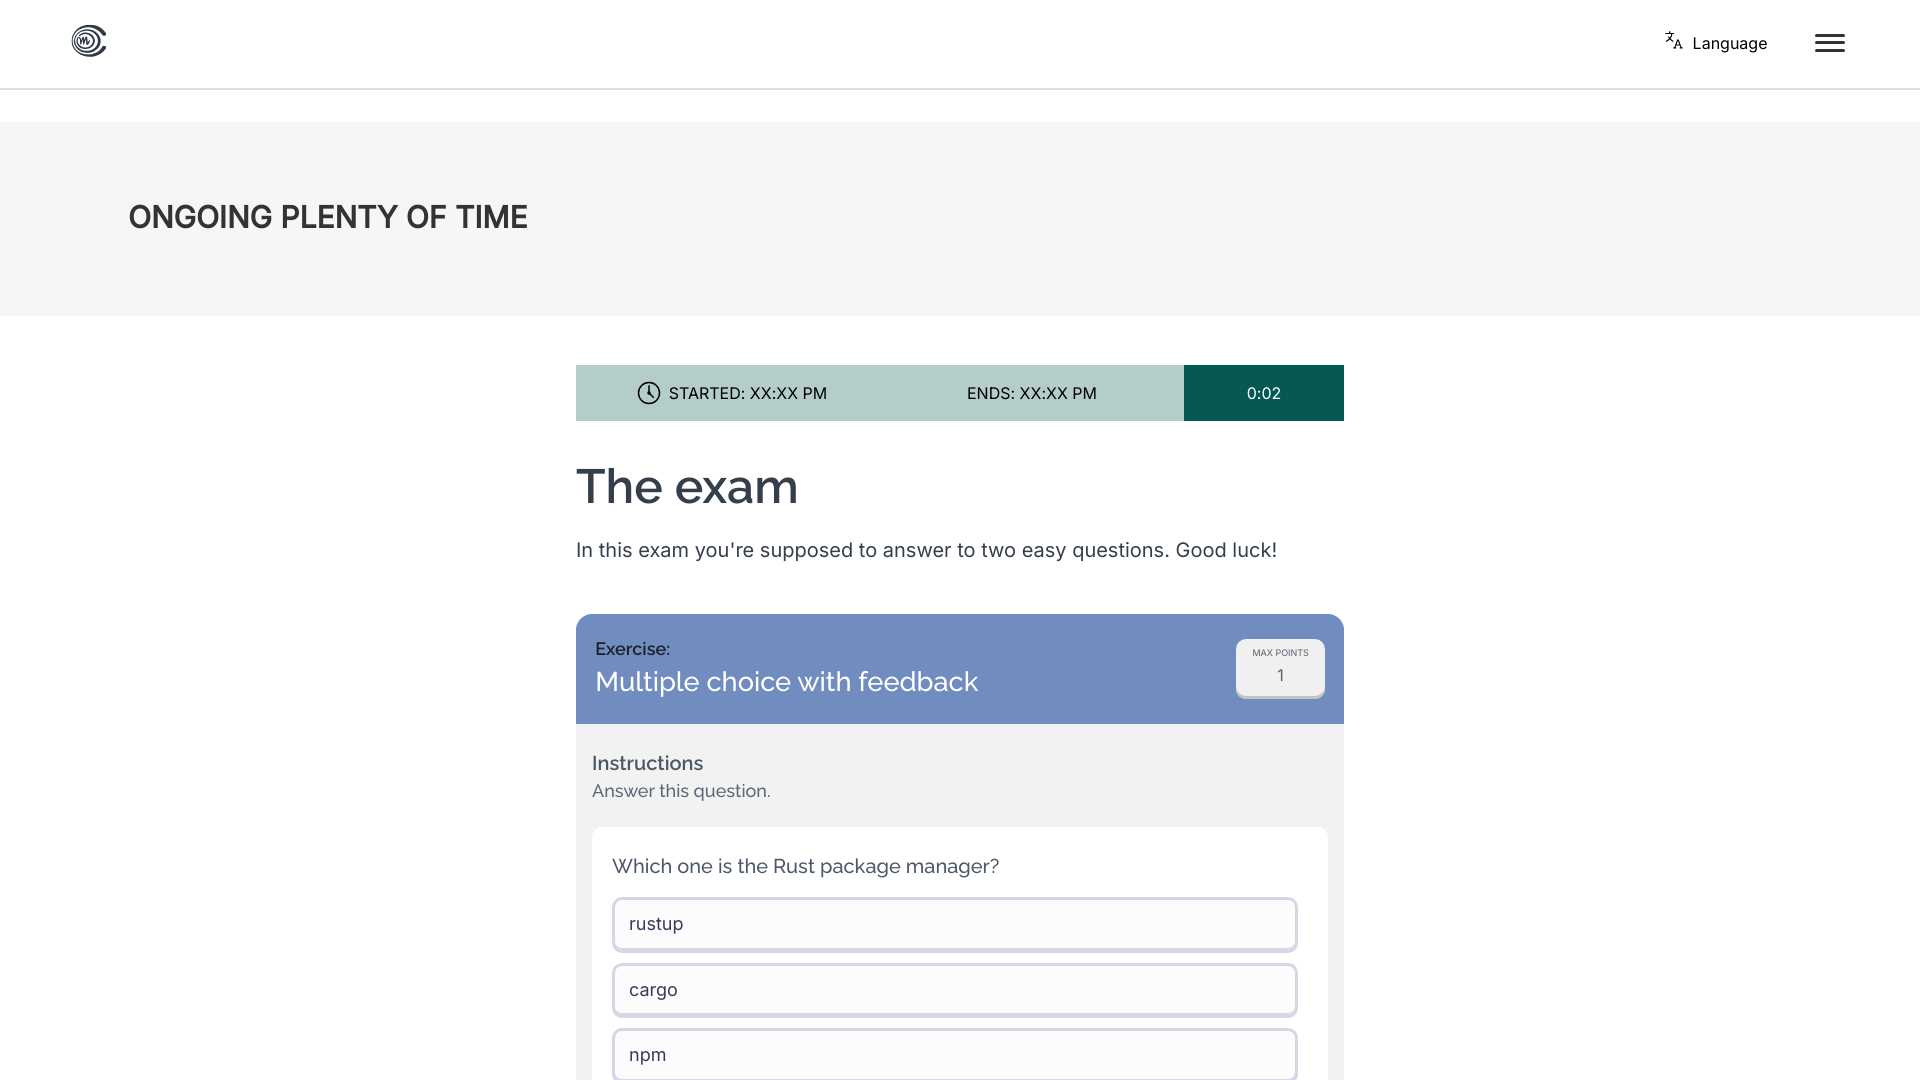 Language
ONGOING PLENTY OF TIME
STARTED: XX:XX PM
ENDS: XX:XX PM
0:02
The exam
In this exam you're supposed to answer to two easy questions. Good luck!
Exercise:
Multiple choice with feedback
MAX POINTS
1
Instructions
Answer this question.
Which one is the Rust package manager?
rustup
cargo
npm